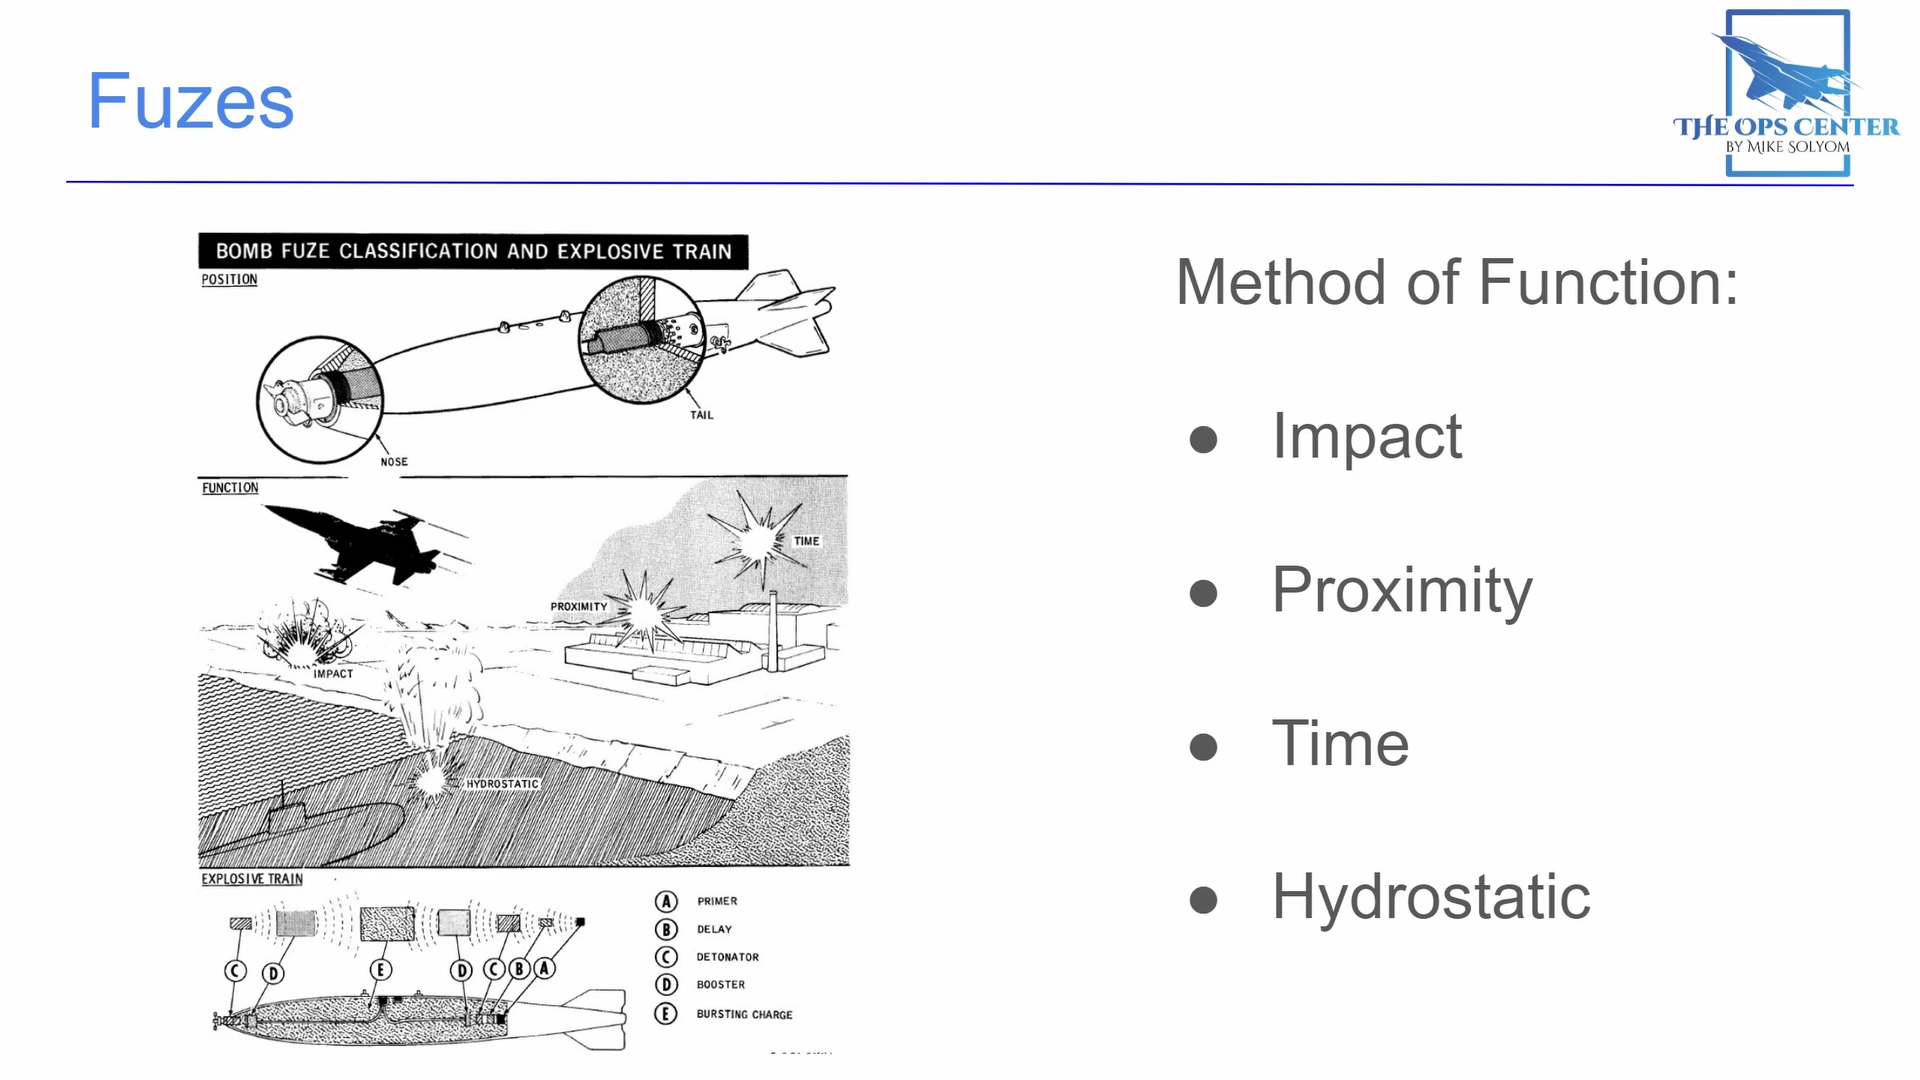 Fuzes
THE OPS CENTER
BY MIKE SOLYOM
BOMB FUZE CLASSIFICATION AND EXPLOSIVE TRAIN
POSITION
TAIL
NOSE
FUNCTION
TIME
PROXIMITY
IMPACT
HYDROSTATIC
EXPLOSIVE TRAIN
A PRIMER
B DELAY
C DETONATOR
D BOOSTER
E BURSTING CHARGE
C D E D C B A
Method of Function:
● Impact
● Proximity
● Time
● Hydrostatic